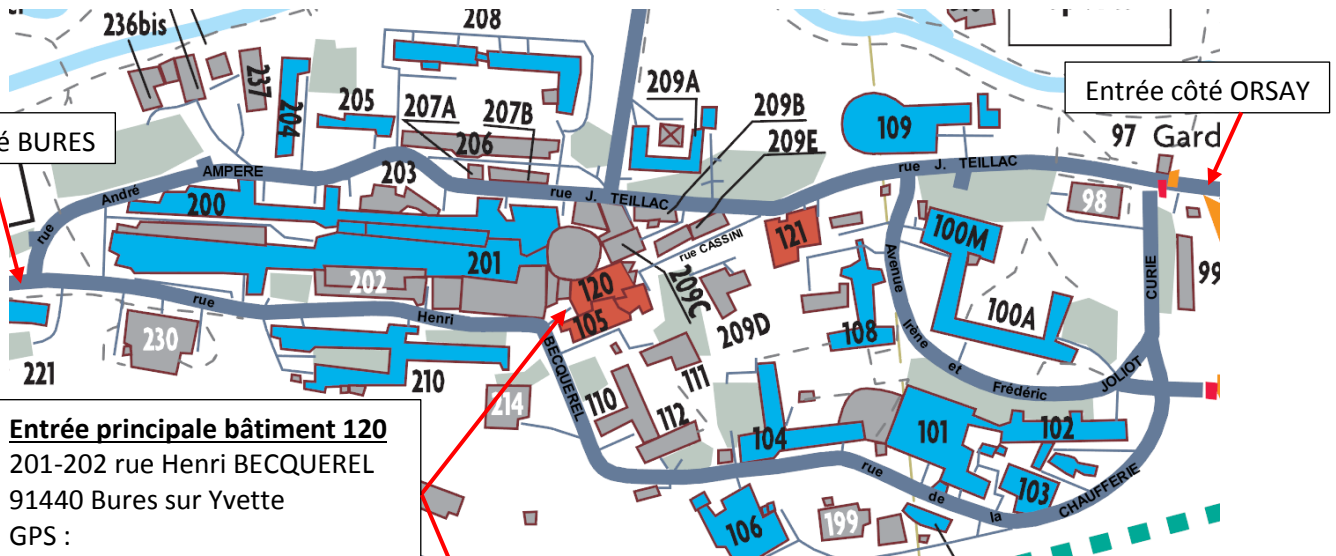 236bis
208
237
204
205
207A
207B
206
209A
209B
209E
109
Entrée côté ORSAY
97 Gard
é BURES
rue André AMPERE
203
200
rue J. TEILLAC
rue J. TEILLAC
98
121
100M
rue CASSINI
201
202
209C
120
105
209D
99
CURIE
100A
108
Avenue Irène et Frédéric JOLIOT
rue Henri BECQUEREL
230
221
210
214
110
111
112
104
101
102
103
rue de la CHAUFFERIE
106
199
Entrée principale bâtiment 120
201-202 rue Henri BECQUEREL
91440 Bures sur Yvette
GPS :